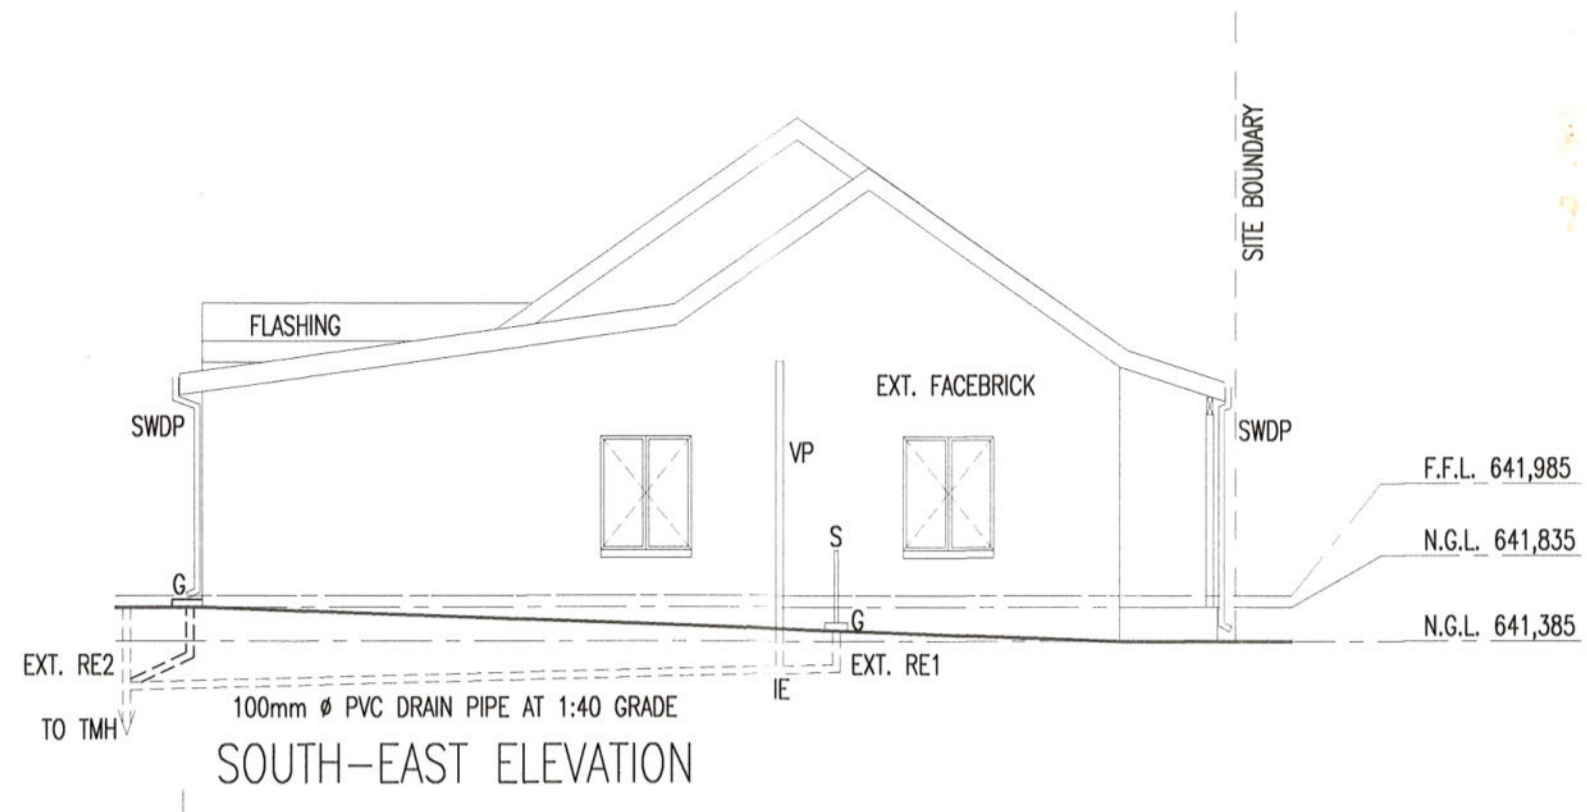 SITE BOUNDARY
FLASHING
EXT. FACEBRICK
SWDP
VP
SWDP
F.F.L. 641,985
S
N.G.L. 641,835
G
G
N.G.L. 641,385
EXT. RE2
EXT. RE1
IE
100mm ø PVC DRAIN PIPE AT 1:40 GRADE
TO TMH
SOUTH-EAST ELEVATION